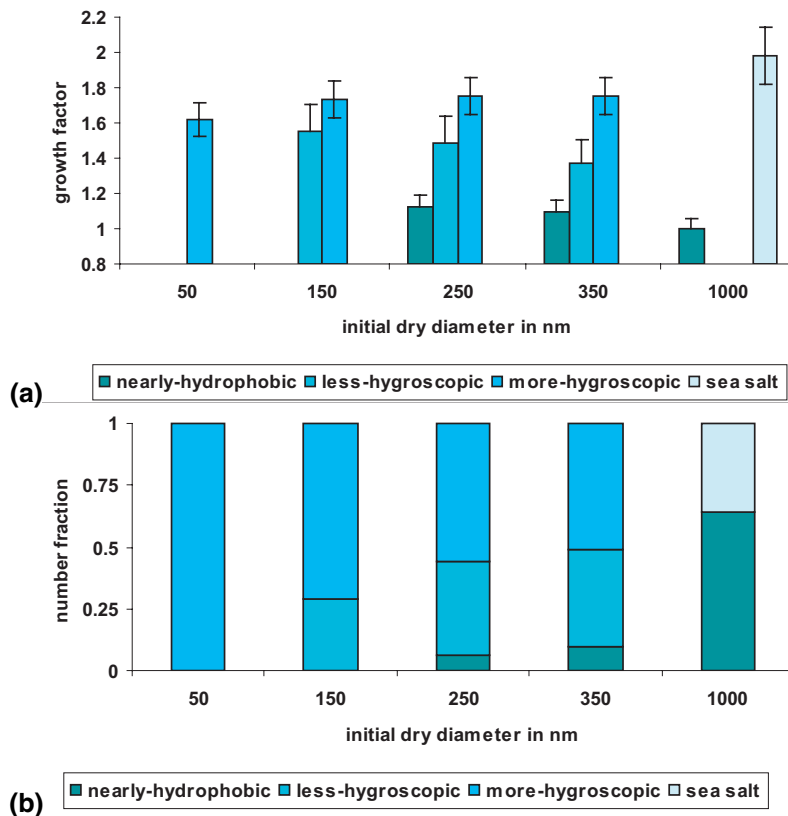 2.2
2
1.8
1.6
1.4
1.2
1
0.8
growth factor
50 150 250 350 1000
initial dry diameter in nm
(a) nearly-hydrophobic less-hygroscopic more-hygroscopic sea salt
1
0.75
0.5
0.25
0
number fraction
50 150 250 350 1000
initial dry diameter in nm
(b) nearly-hydrophobic less-hygroscopic more-hygroscopic sea salt